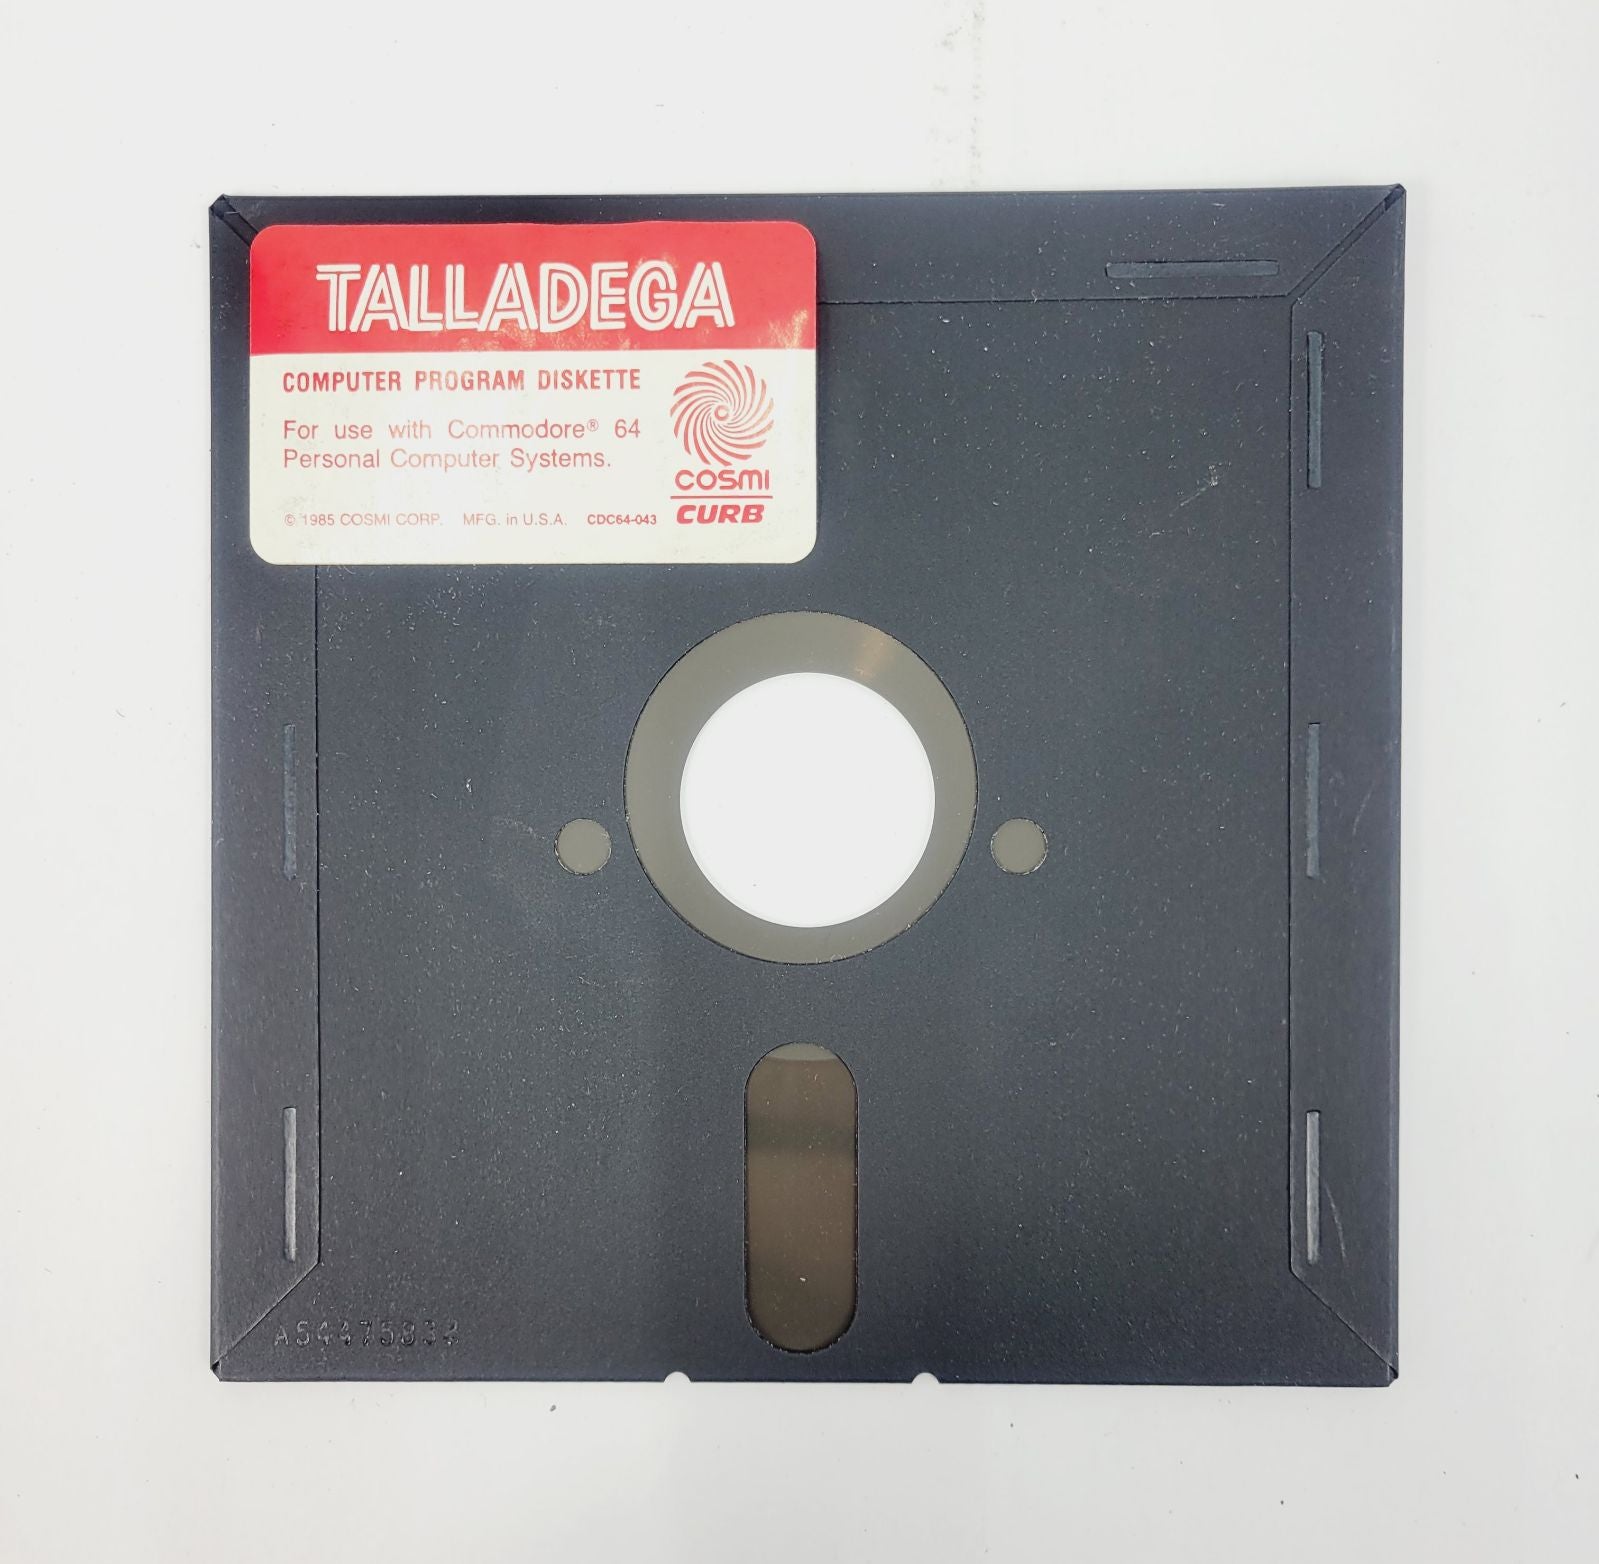 TALLADEGA
COMPUTER PROGRAM DISKETTE
For use with Commodore® 64
Personal Computer Systems.
COSMI
CURB
© 1985 COSMI CORP. MFG. in U.S.A. CDC64-043